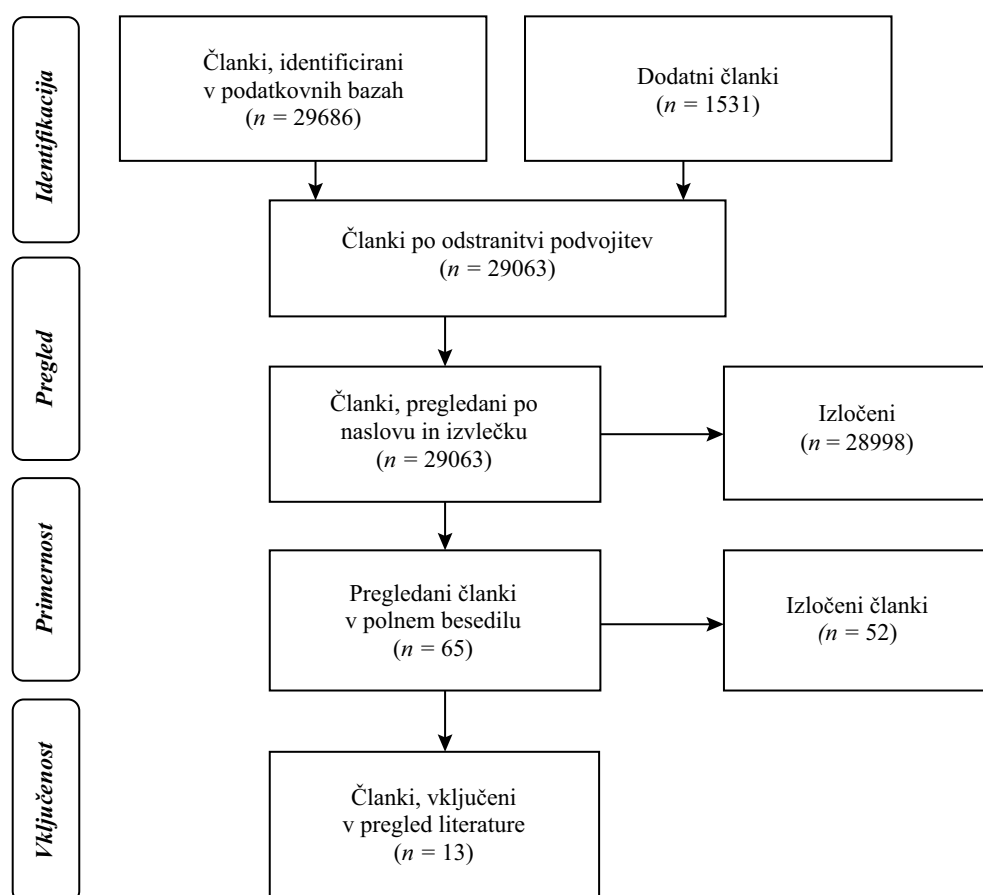 Identifikacija
Članki, identificirani
v podatkovnih bazah
(n = 29686)
Dodatni članki
(n = 1531)
Članki po odstranitvi podvojitev
(n = 29063)
Pregled
Članki, pregledani po
naslovu in izvlečku
(n = 29063)
Izločeni
(n = 28998)
Primernost
Pregledani članki
v polnem besedilu
(n = 65)
Izločeni članki
(n = 52)
Vključenost
Članki, vključeni
v pregled literature
(n = 13)